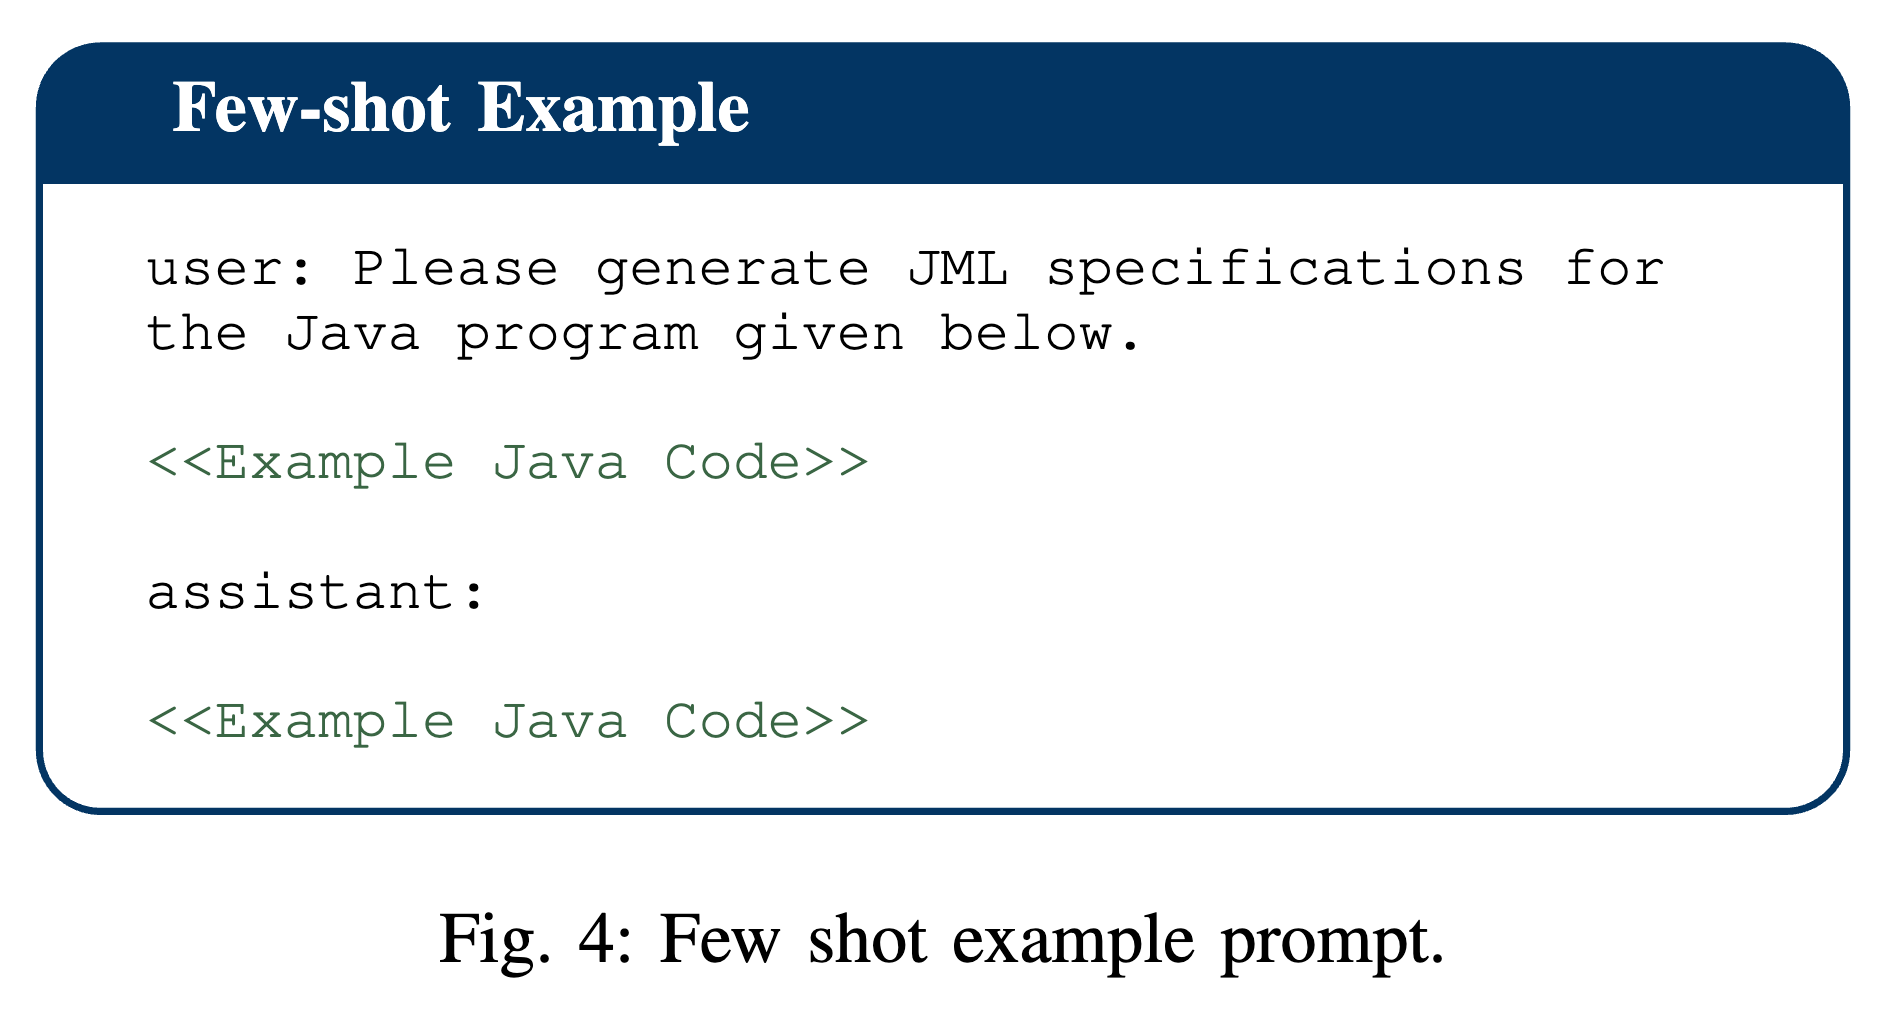 Few-shot Example
user: Please generate JML specifications for
the Java program given below.
<<Example Java Code>>
assistant:
<<Example Java Code>>
Fig. 4: Few shot example prompt.